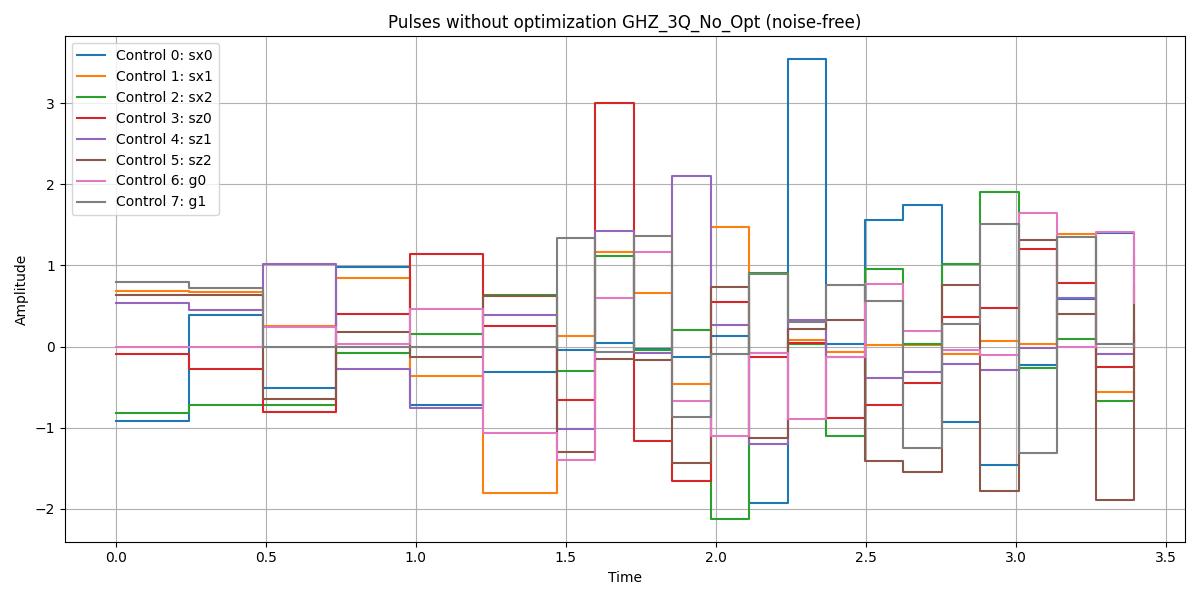 Pulses without optimization GHZ_3Q_No_Opt (noise-free)
Control 0: sx0
Control 1: sx1
Control 2: sx2
Control 3: sz0
Control 4: sz1
Control 5: sz2
Control 6: g0
Control 7: g1
Amplitude
3
2
1
0
−1
−2
0.0 0.5 1.0 1.5 2.0 2.5 3.0 3.5
Time